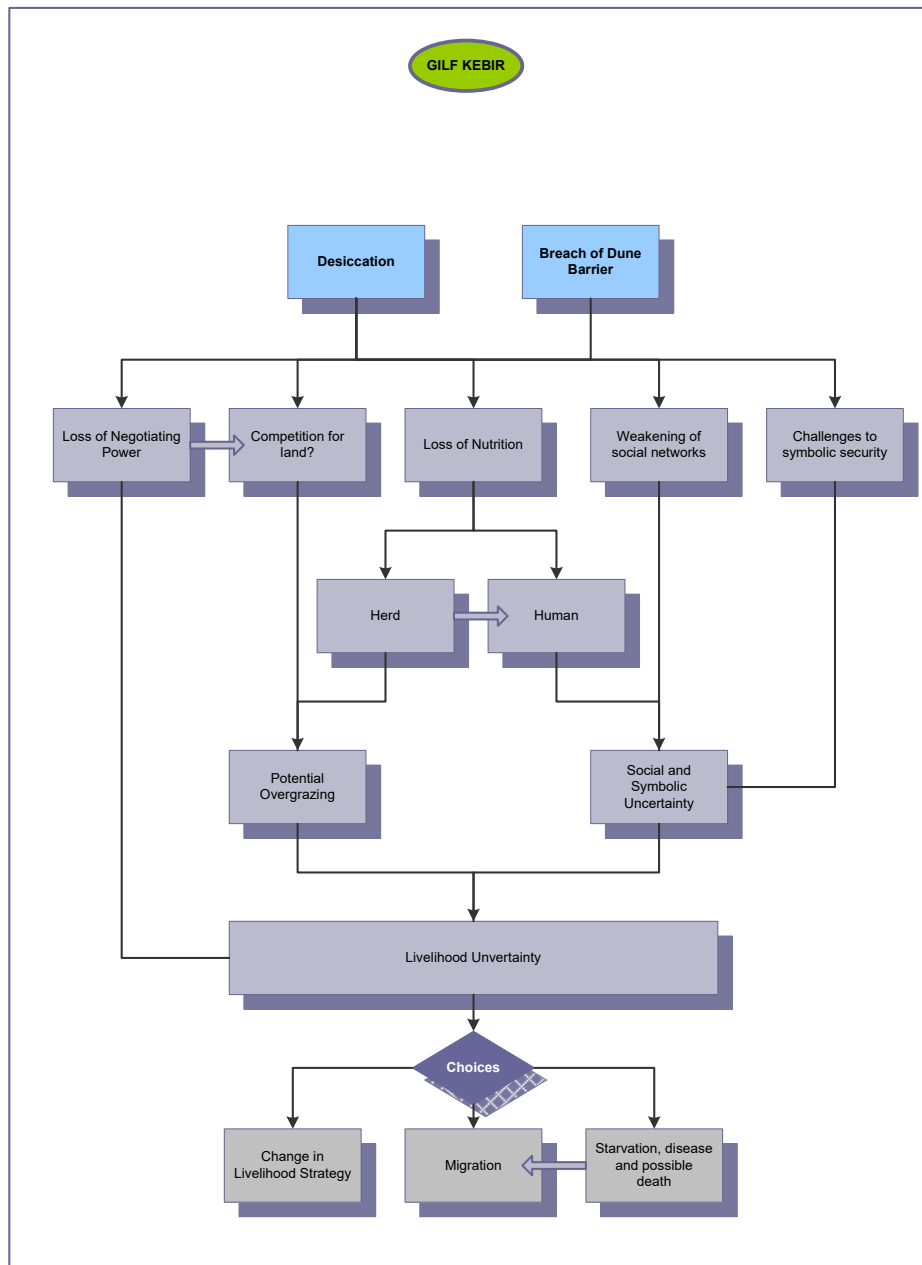 GILF KEBIR
Desiccation
Breach of Dune
Barrier
Loss of Negotiating
Power
Competition for
land?
Loss of Nutrition
Weakening of
social networks
Challenges to
symbolic security
Herd
Human
Potential
Overgrazing
Social and
Symbolic
Uncertainty
Livelihood Unvertainty
Choices
Change in
Livelihood Strategy
Migration
Starvation, disease
and possible
death